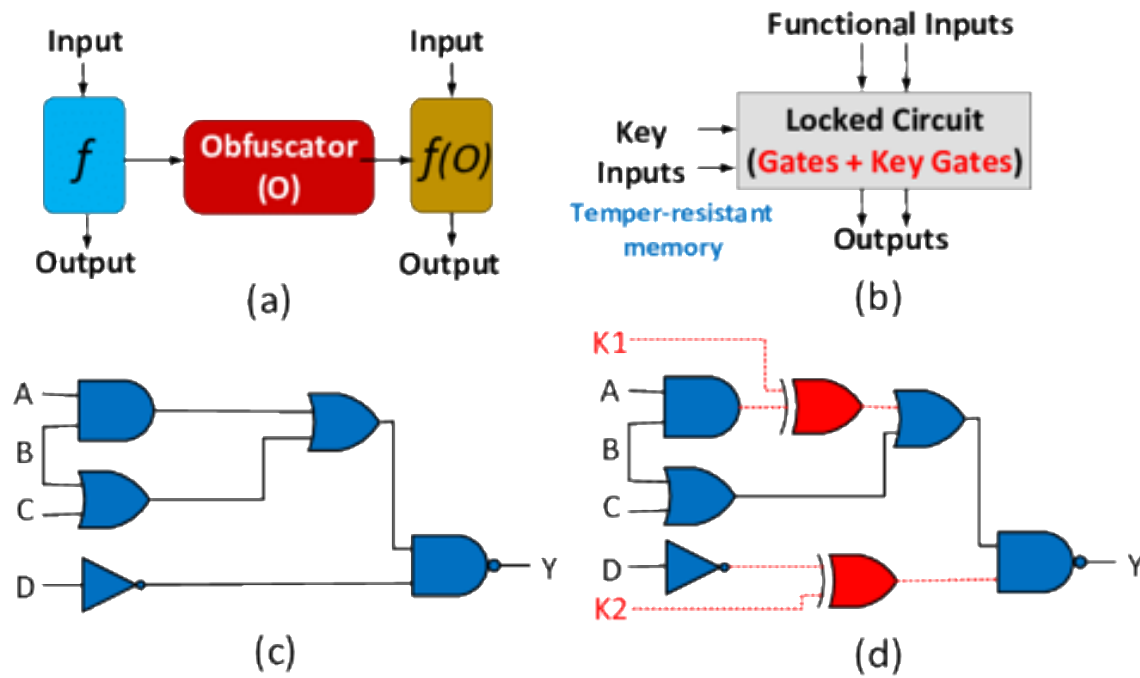 Input
f
Output
Obfuscator
(O)
Input
f(O)
Output
(a)
Functional Inputs
Key
Inputs
Temper-resistant
memory
Locked Circuit
(Gates + Key Gates)
Outputs
(b)
A
B
C
D
Y
(c)
K1
A
B
C
D
K2
Y
(d)